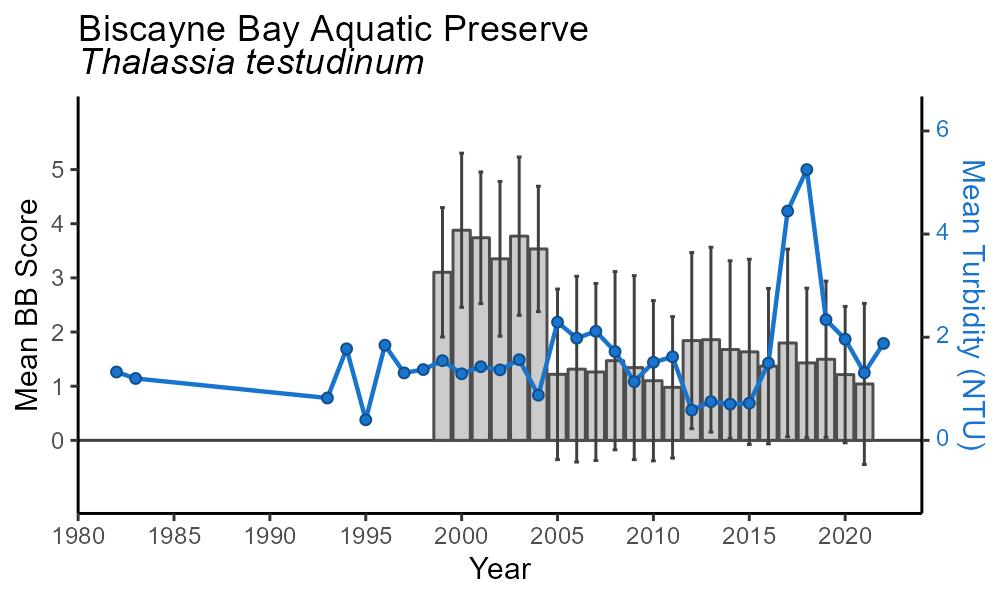 Biscayne Bay Aquatic Preserve
Thalassia testudinum
Mean BB Score
5
4
3
2
1
0
6
4
2
0
Mean Turbidity (NTU)
1980 1985 1990 1995 2000 2005 2010 2015 2020
Year